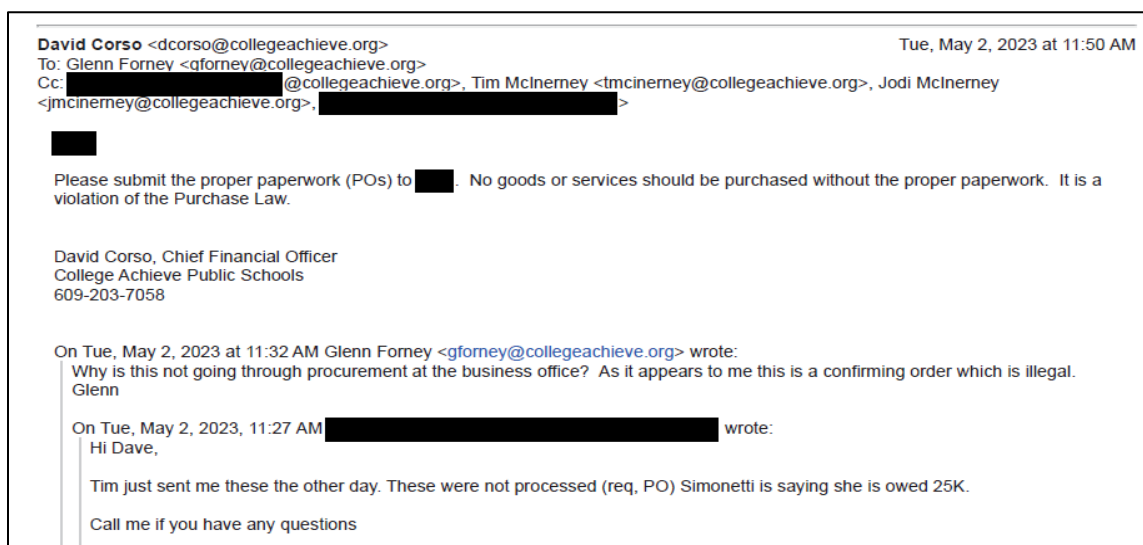 David Corso <dcorso@collegeachieve.org> Tue, May 2, 2023 at 11:50 AM
To: Glenn Forney <gforney@collegeachieve.org>
Cc: @collegeachieve.org>, Tim McInerney <tmcinerney@collegeachieve.org>, Jodi McInerney
<jmcinerney@collegeachieve.org>, >
Please submit the proper paperwork (POs) to . No goods or services should be purchased without the proper paperwork. It is a
violation of the Purchase Law.
David Corso, Chief Financial Officer
College Achieve Public Schools
609-203-7058
On Tue, May 2, 2023 at 11:32 AM Glenn Forney <gforney@collegeachieve.org> wrote:
Why is this not going through procurement at the business office? As it appears to me this is a confirming order which is illegal.
Glenn
On Tue, May 2, 2023, 11:27 AM wrote:
Hi Dave,
Tim just sent me these the other day. These were not processed (req, PO) Simonetti is saying she is owed 25K.
Call me if you have any questions